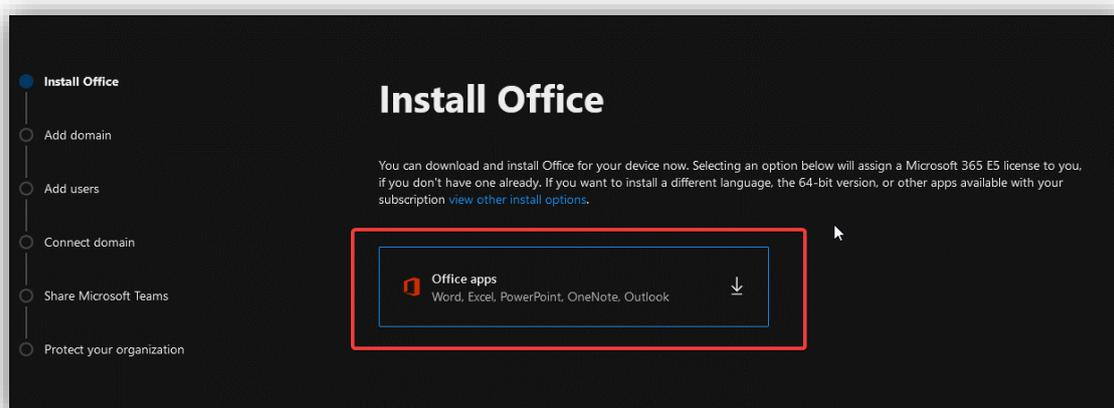 Install Office
Add domain
Add users
Connect domain
Share Microsoft Teams
Protect your organization
Install Office
You can download and install Office for your device now. Selecting an option below will assign a Microsoft 365 E5 license to you,
if you don't have one already. If you want to install a different language, the 64-bit version, or other apps available with your
subscription view other install options.
Office apps
Word, Excel, PowerPoint, OneNote, Outlook